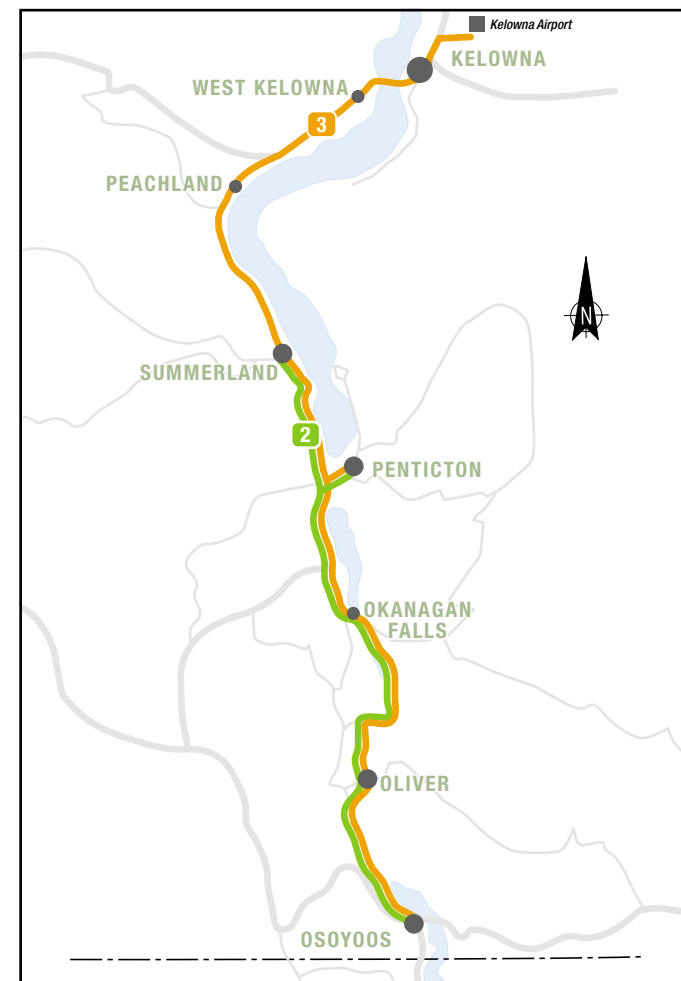 Kelowna Airport
KELOWNA
WEST KELOWNA
3
PEACHLAND
N
SUMMERLAND
2
PENTICTON
OKANAGAN
FALLS
OLIVER
OSOYOOS